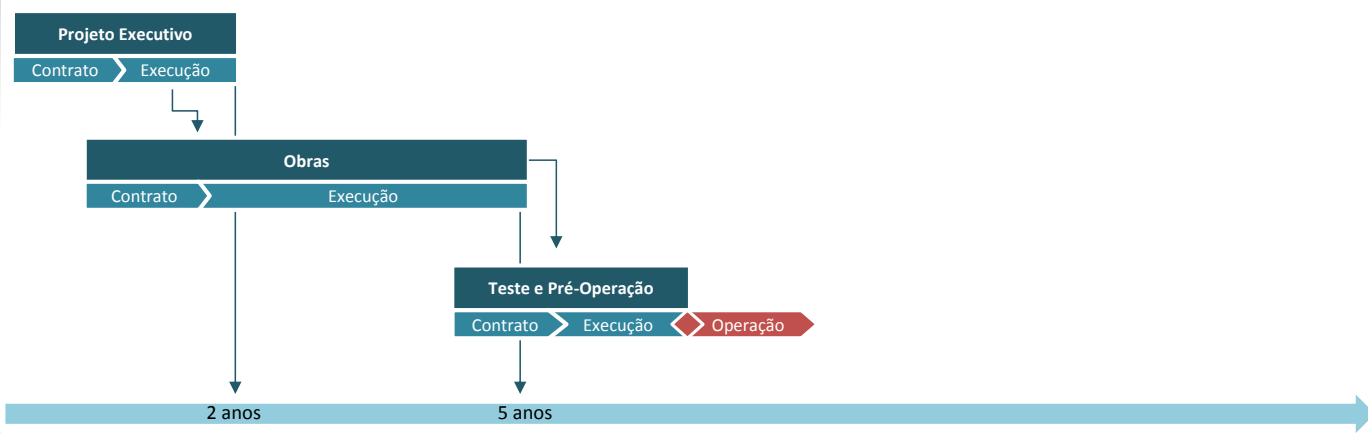 Projeto Executivo
Contrato
Execução
Obras
Contrato
Execução
Teste e Pré-Operação
Contrato
Execução
Operação
2 anos
5 anos